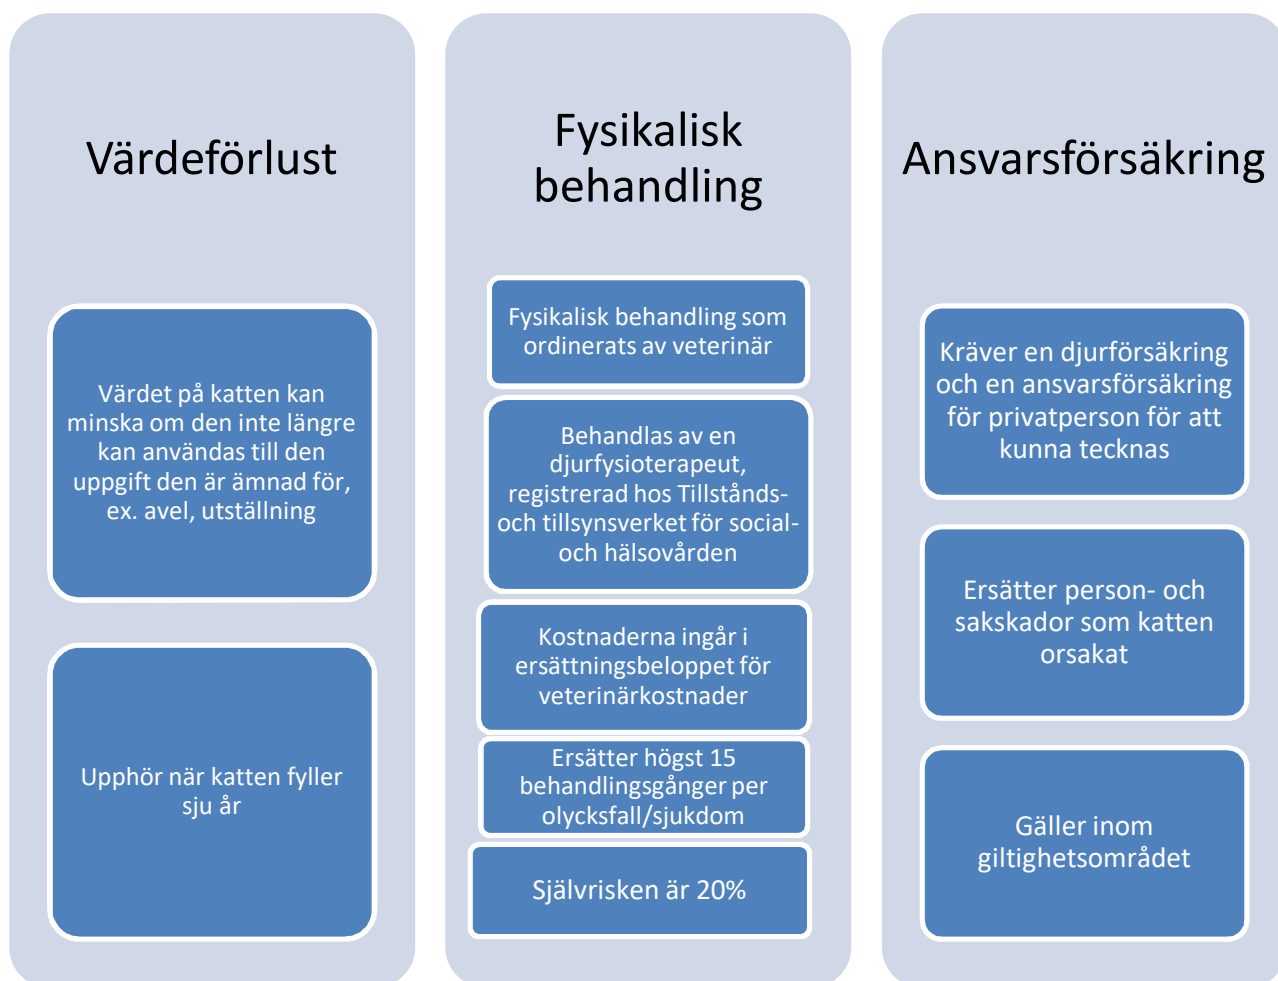 Värdeförlust
Värdet på katten kan
minska om den inte längre
kan användas till den
uppgift den är ämnad för,
ex. avel, utställning
Upphör när katten fyller
sju år
Fysikalisk
behandling
Fysikalisk behandling som
ordinerats av veterinär
Behandlas av en
djurfysioterapeut,
registrerad hos Tillstånds-
och tillsynsverket för social-
och hälsovården
Kostnaderna ingår i
ersättningsbeloppet för
veterinärkostnader
Ersätter högst 15
behandlingsgånger per
olycksfall/sjukdom
Självrisken är 20%
Ansvarsförsäkring
Kräver en djurförsäkring
och en ansvarsförsäkring
för privatperson för att
kunna tecknas
Ersätter person- och
sakskador som katten
orsakat
Gäller inom
giltighetsområdet